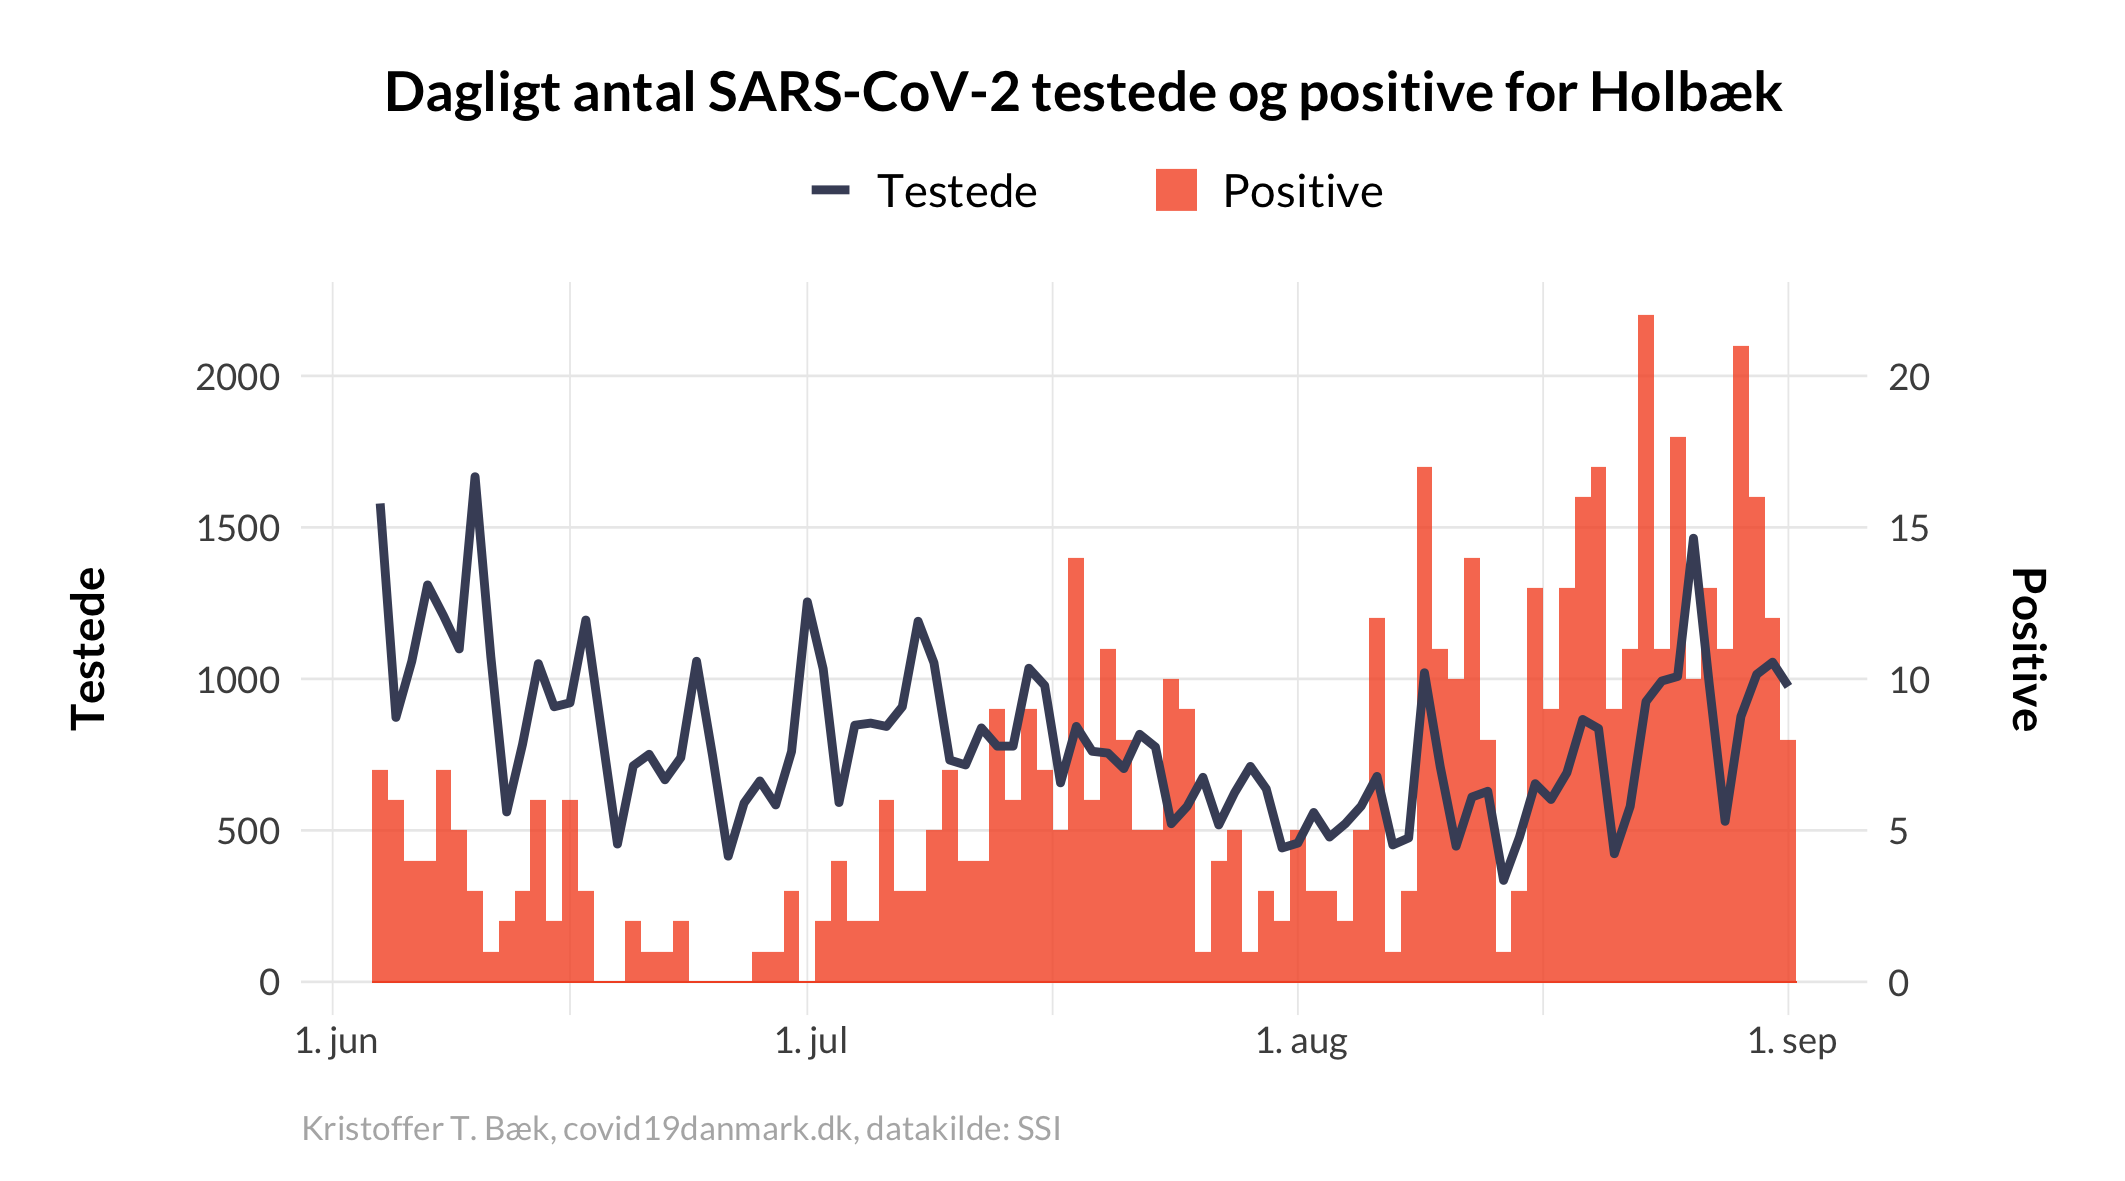 Dagligt antal SARS-CoV-2 testede og positive for Holbæk
Testede
Positive
2000
1500
1000
500
0
20
15
10
5
0
Testede
Positive
1. jun
1. jul
1. aug
1. sep
Kristoffer T. Bæk, covid19danmark.dk, datakilde: SSI